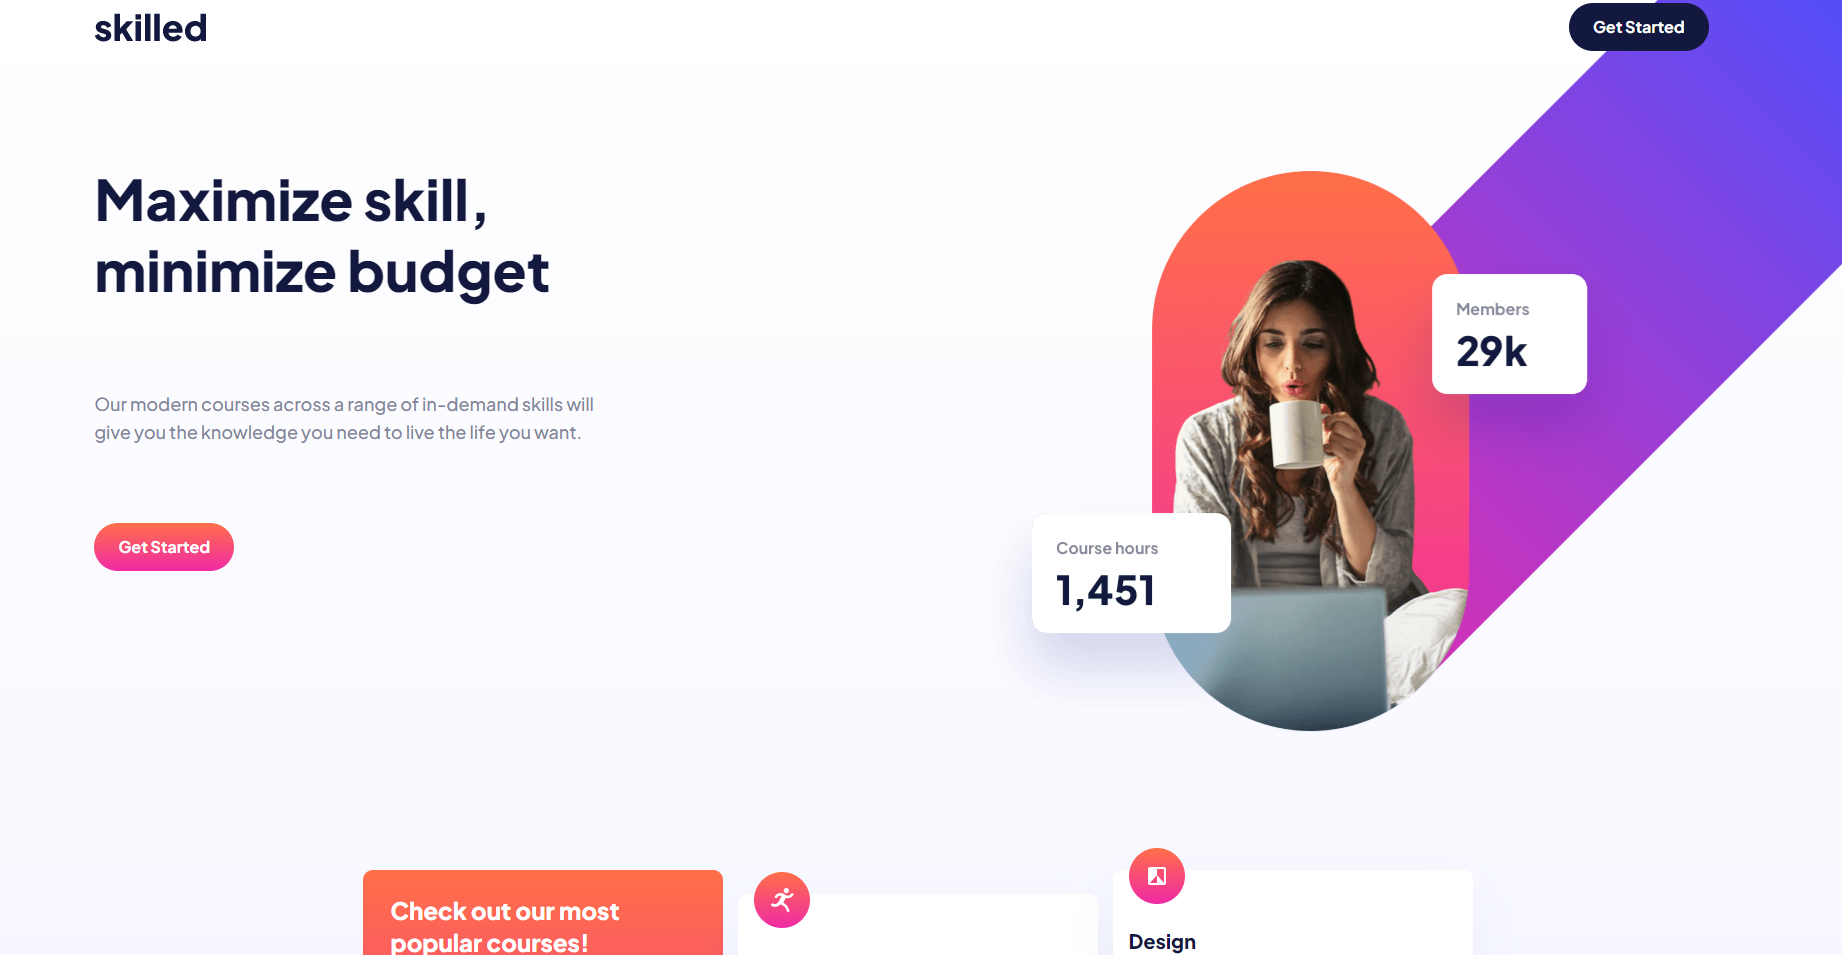 skilled
Get Started
Maximize skill,
minimize budget
Our modern courses across a range of in-demand skills will
give you the knowledge you need to live the life you want.
Get Started
Members
29k
Course hours
1,451
Check out our most
popular courses!
Design